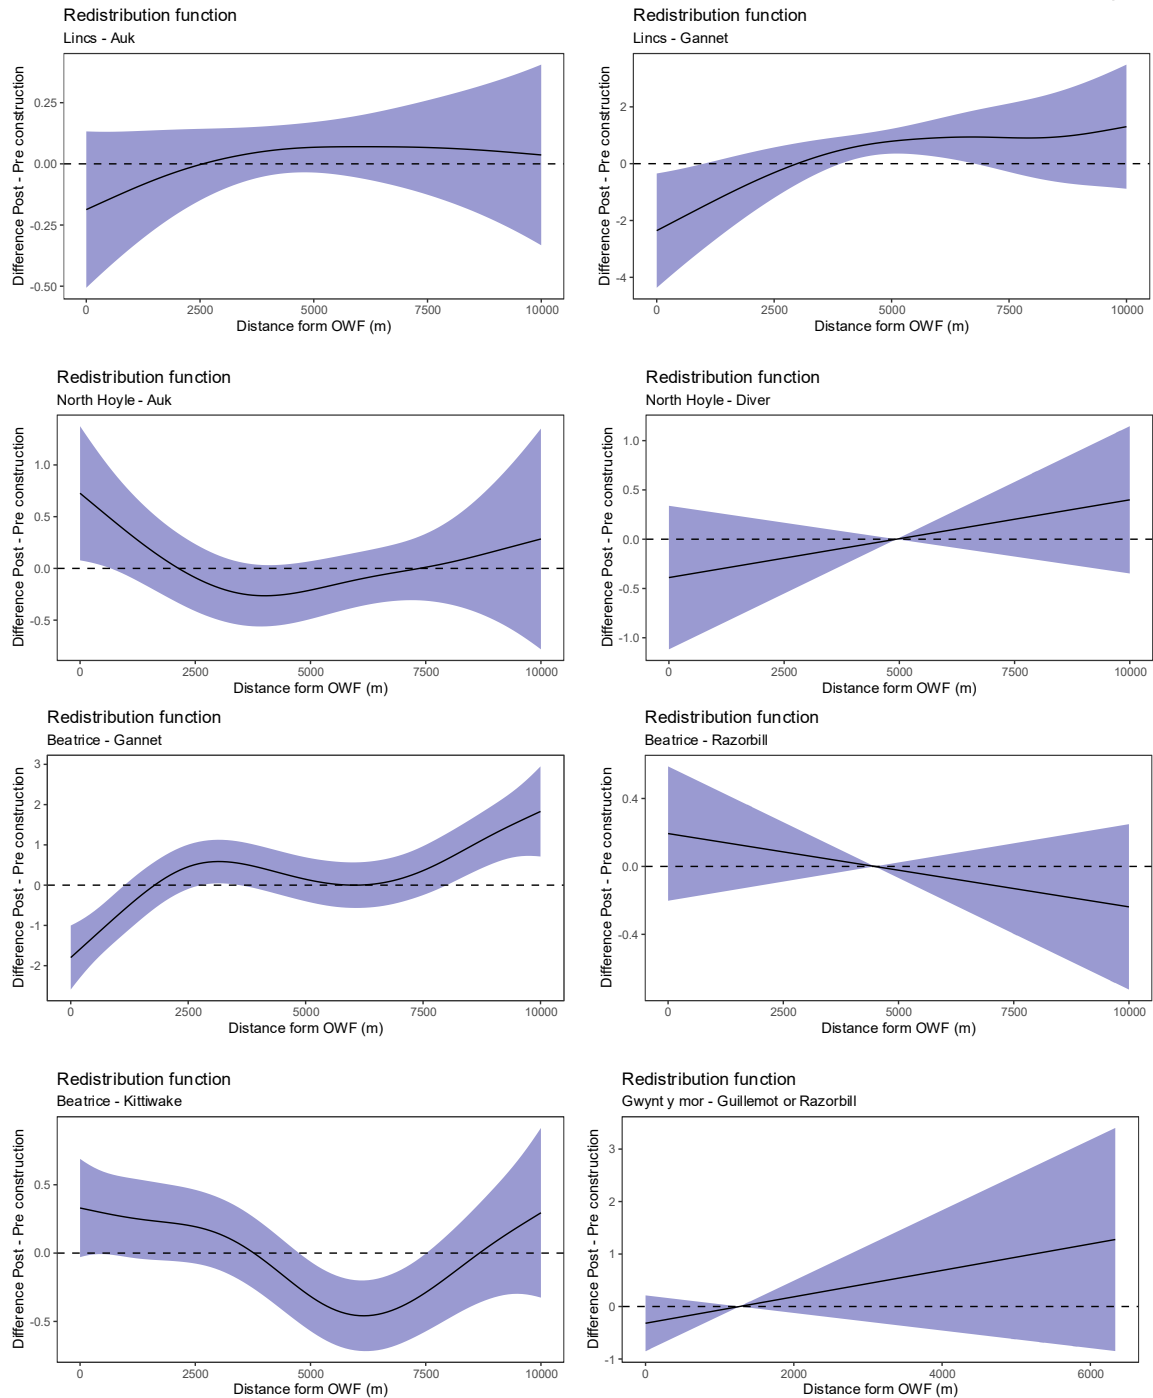 Redistribution function
Lincs - Auk
Difference Post - Pre construction
0.25
0.00
-0.25
-0.50
0 2500 5000 7500 10000
Distance form OWF (m)
Redistribution function
Lincs - Gannet
Difference Post - Pre construction
2
0
-2
-4
0 2500 5000 7500 10000
Distance form OWF (m)
Redistribution function
North Hoyle - Auk
Difference Post - Pre construction
1.0
0.5
0.0
-0.5
0 2500 5000 7500 10000
Distance form OWF (m)
Redistribution function
North Hoyle - Diver
Difference Post - Pre construction
1.0
0.5
0.0
-0.5
-1.0
0 2500 5000 7500 10000
Distance form OWF (m)
Redistribution function
Beatrice - Gannet
Difference Post - Pre construction
3
2
1
0
-1
-2
0 2500 5000 7500 10000
Distance form OWF (m)
Redistribution function
Beatrice - Razorbill
Difference Post - Pre construction
0.4
0.0
-0.4
0 2500 5000 7500 10000
Distance form OWF (m)
Redistribution function
Beatrice - Kittiwake
Difference Post - Pre construction
0.5
0.0
-0.5
0 2500 5000 7500 10000
Distance form OWF (m)
Redistribution function
Gwynt y mor - Guillemot or Razorbill
Difference Post - Pre construction
3
2
1
0
-1
0 2000 4000 6000
Distance form OWF (m)